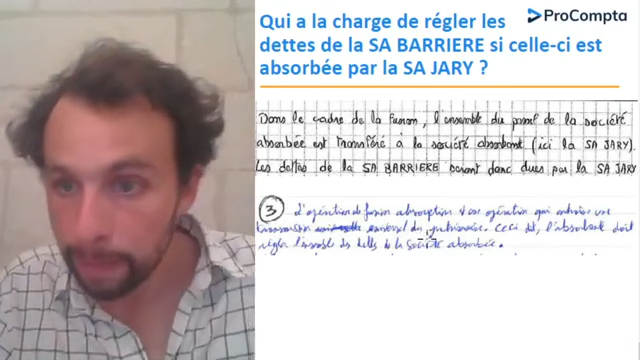 Qui a la charge de régler les
ProCompta
dettes de la SA BARRIERE si celle-ci est
absorbée par la SA JARY ?
Dans le cadre de la fusion, l'ensemble du passif de la société
absorbée est transféré à la société absorbant (ici la SA JARY).
Les dettes de la SA BARRIERE seront donc dues par la SA JARY
3 L'opération de fusion absorption est une opération qui entraîne une
transmission universel du patrimoine. Ceci dit, l'absorbant doit
régler l'ensemble des dettes de la société absorbée.